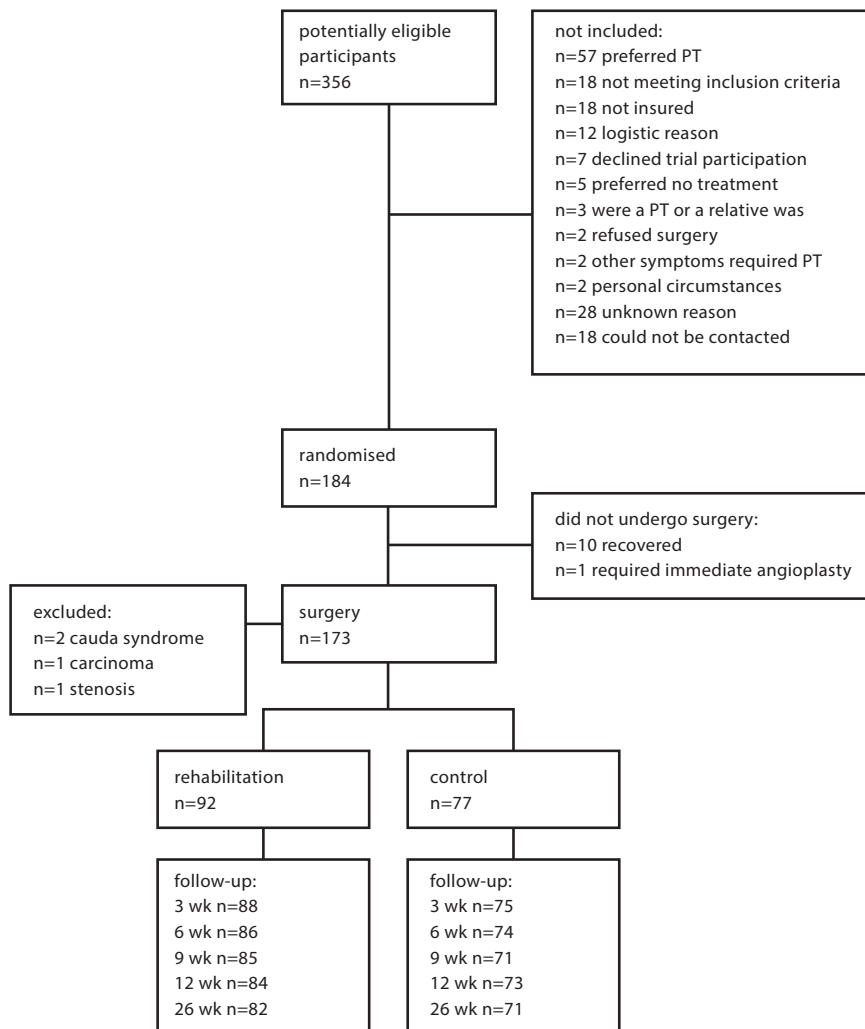 potentially eligible
participants
n=356
not included:
n=57 preferred PT
n=18 not meeting inclusion criteria
n=18 not insured
n=12 logistic reason
n=7 declined trial participation
n=5 preferred no treatment
n=3 were a PT or a relative was
n=2 refused surgery
n=2 other symptoms required PT
n=2 personal circumstances
n=28 unknown reason
n=18 could not be contacted
randomised
n=184
did not undergo surgery:
n=10 recovered
n=1 required immediate angioplasty
excluded:
n=2 cauda syndrome
n=1 carcinoma
n=1 stenosis
surgery
n=173
rehabilitation
n=92
control
n=77
follow-up:
3 wk n=88
6 wk n=86
9 wk n=85
12 wk n=84
26 wk n=82
follow-up:
3 wk n=75
6 wk n=74
9 wk n=71
12 wk n=73
26 wk n=71